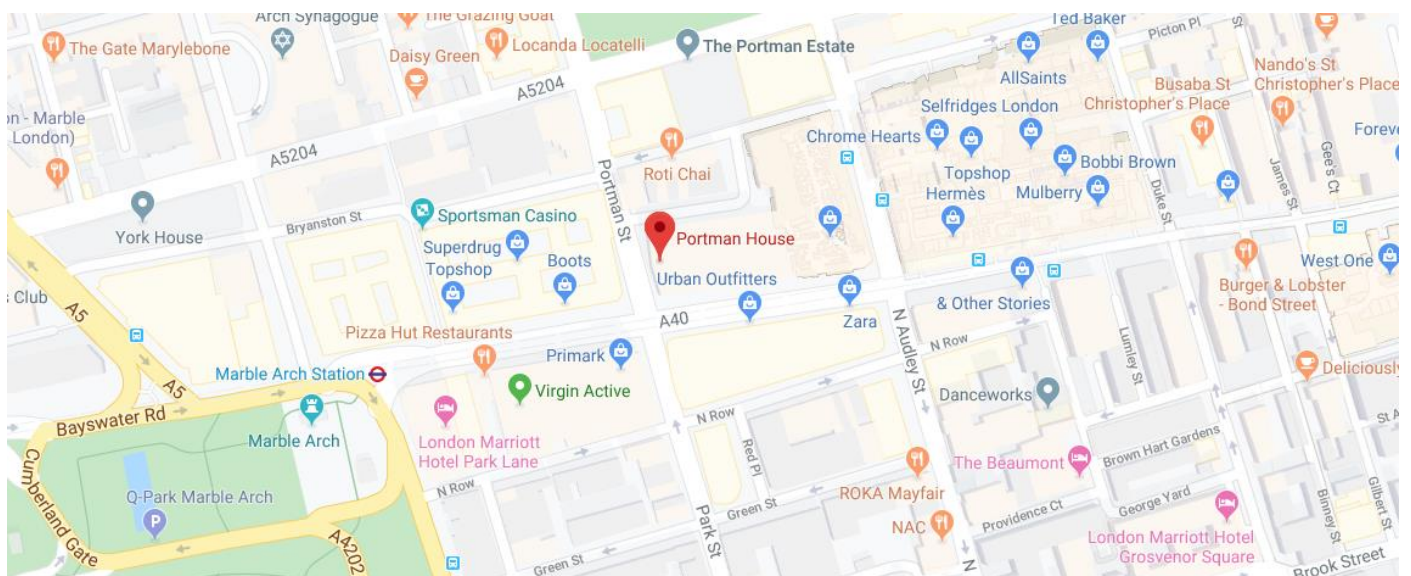 Arch Synagogue
The Grazing Goat
Ted Baker
Picton Pl
St
The Gate Marylebone
Daisy Green
Locanda Locatelli
The Portman Estate
AllSaints
Nando's St
Christopher's Place
A5204
Busaba St
Christopher's Place
Selfridges London
on - Marble
London)
A5204
Chrome Hearts
Topshop
Hermès
Bobbi Brown
Mulberry
Forev
Gee's Ct
James St
Duke St
Roti Chai
Portman St
York House
Bryanston St
Sportsman Casino
Portman House
Superdrug
Topshop
Boots
Urban Outfitters
West One
s Club
A5
& Other Stories
Burger & Lobster
- Bond Street
Zara
A40
Pizza Hut Restaurants
Primark
N Audley St
N Row
Lumley St
Marble Arch Station
A5
Virgin Active
Danceworks
Deliciously
Bayswater Rd
Marble Arch
London Marriott
Hotel Park Lane
N Row
Red Pl
St A
Brown Hart Gardens
The Beaumont
Cumberland Gate
Q-Park Marble Arch
P
N Row
ROKA Mayfair
NAC
Green St
Providence Ct
George Yard
Binney St
Gilbert St
Park St
A4202
Green St
N
London Marriott Hotel
Grosvenor Square
Brook Street